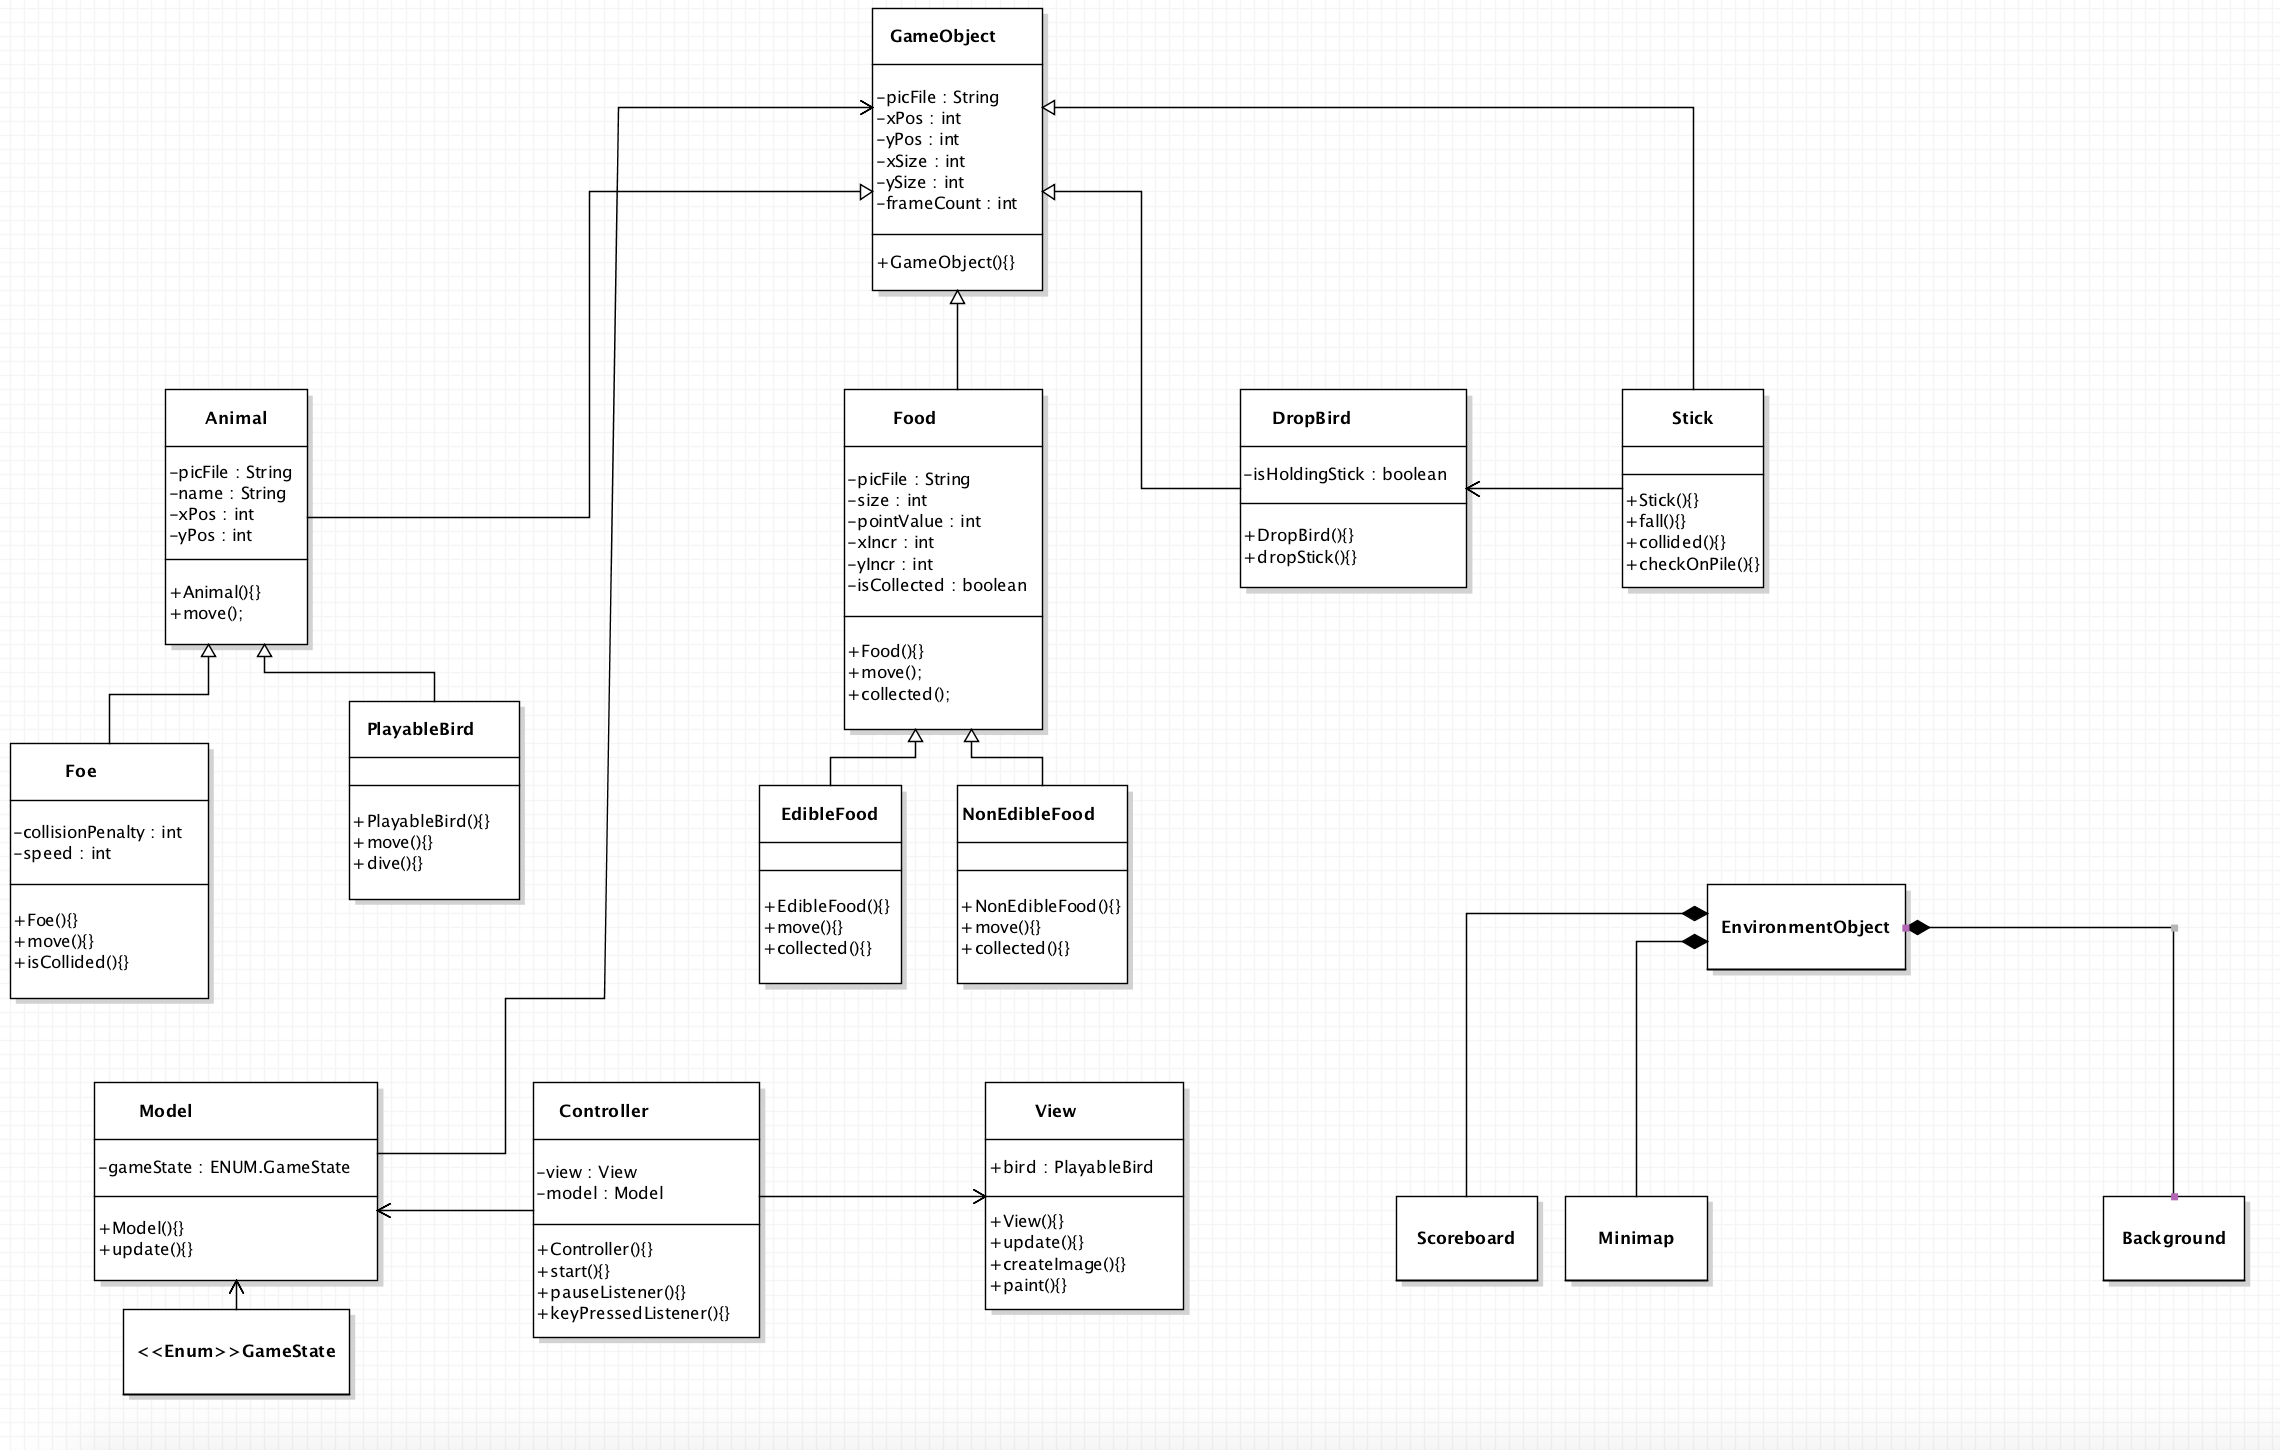 GameObject
-picFile : String
-xPos : int
-yPos : int
-xSize : int
-ySize : int
-frameCount : int
+GameObject(){}
Animal
-picFile : String
-name : String
-xPos : int
-yPos : int
+Animal(){}
+move();
Food
-picFile : String
-size : int
-pointValue : int
-xIncr : int
-yIncr : int
-isCollected : boolean
+Food(){}
+move();
+collected();
DropBird
-isHoldingStick : boolean
+DropBird(){}
+dropStick(){}
Stick
+Stick(){}
+fall(){}
+collided(){}
+checkOnPile(){}
Foe
-collisionPenalty : int
-speed : int
+Foe(){}
+move(){}
+isCollided(){}
PlayableBird
+PlayableBird(){}
+move(){}
+dive(){}
EdibleFood
+EdibleFood(){}
+move(){}
+collected(){}
NonEdibleFood
+NonEdibleFood(){}
+move(){}
+collected(){}
EnvironmentObject
Model
-gameState : ENUM.GameState
+Model(){}
+update(){}
Controller
-view : View
-model : Model
+Controller(){}
+start(){}
+pauseListener(){}
+keyPressedListener(){}
View
+bird : PlayableBird
+View(){}
+update(){}
+createImage(){}
+paint(){}
Scoreboard
Minimap
Background
<<Enum>>GameState